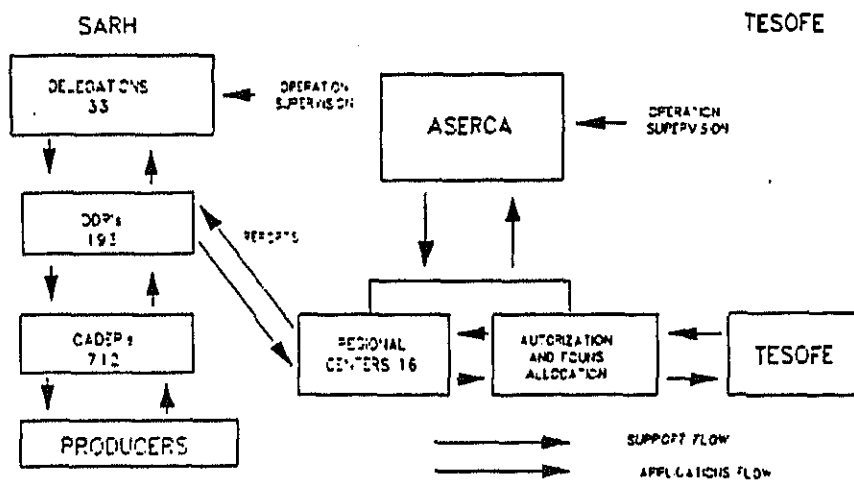 SARH
TESOFE
DELEGATIONS
33
OPERATION
SUPERVISION
ASERCA
OPERATION
SUPERVISION
DDR's
193
REPORTS
CADER's
712
REGIONAL
CENTERS 16
AUTORIZATION
AND FOUNS
ALLOCATION
TESOFE
PRODUCERS
SUPPORT FLOW
APPLICATIONS FLOW